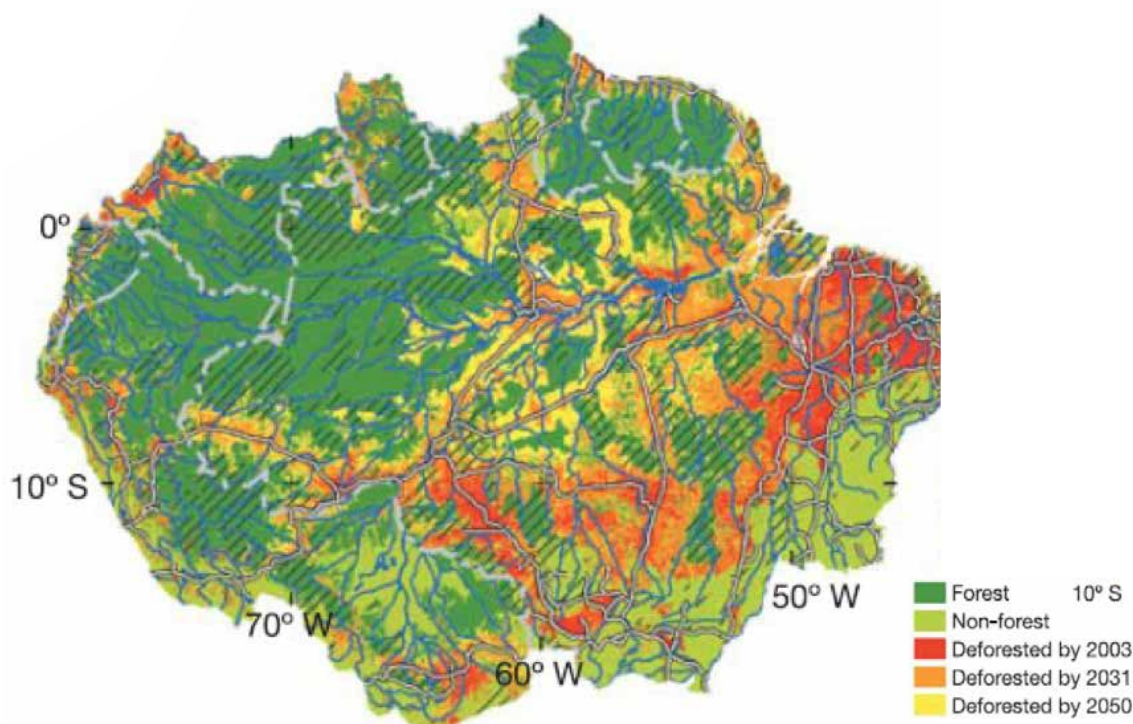 0º
10º S
70º W
60º W
50º W
Forest 10º S
Non-forest
Deforested by 2003
Deforested by 2031
Deforested by 2050